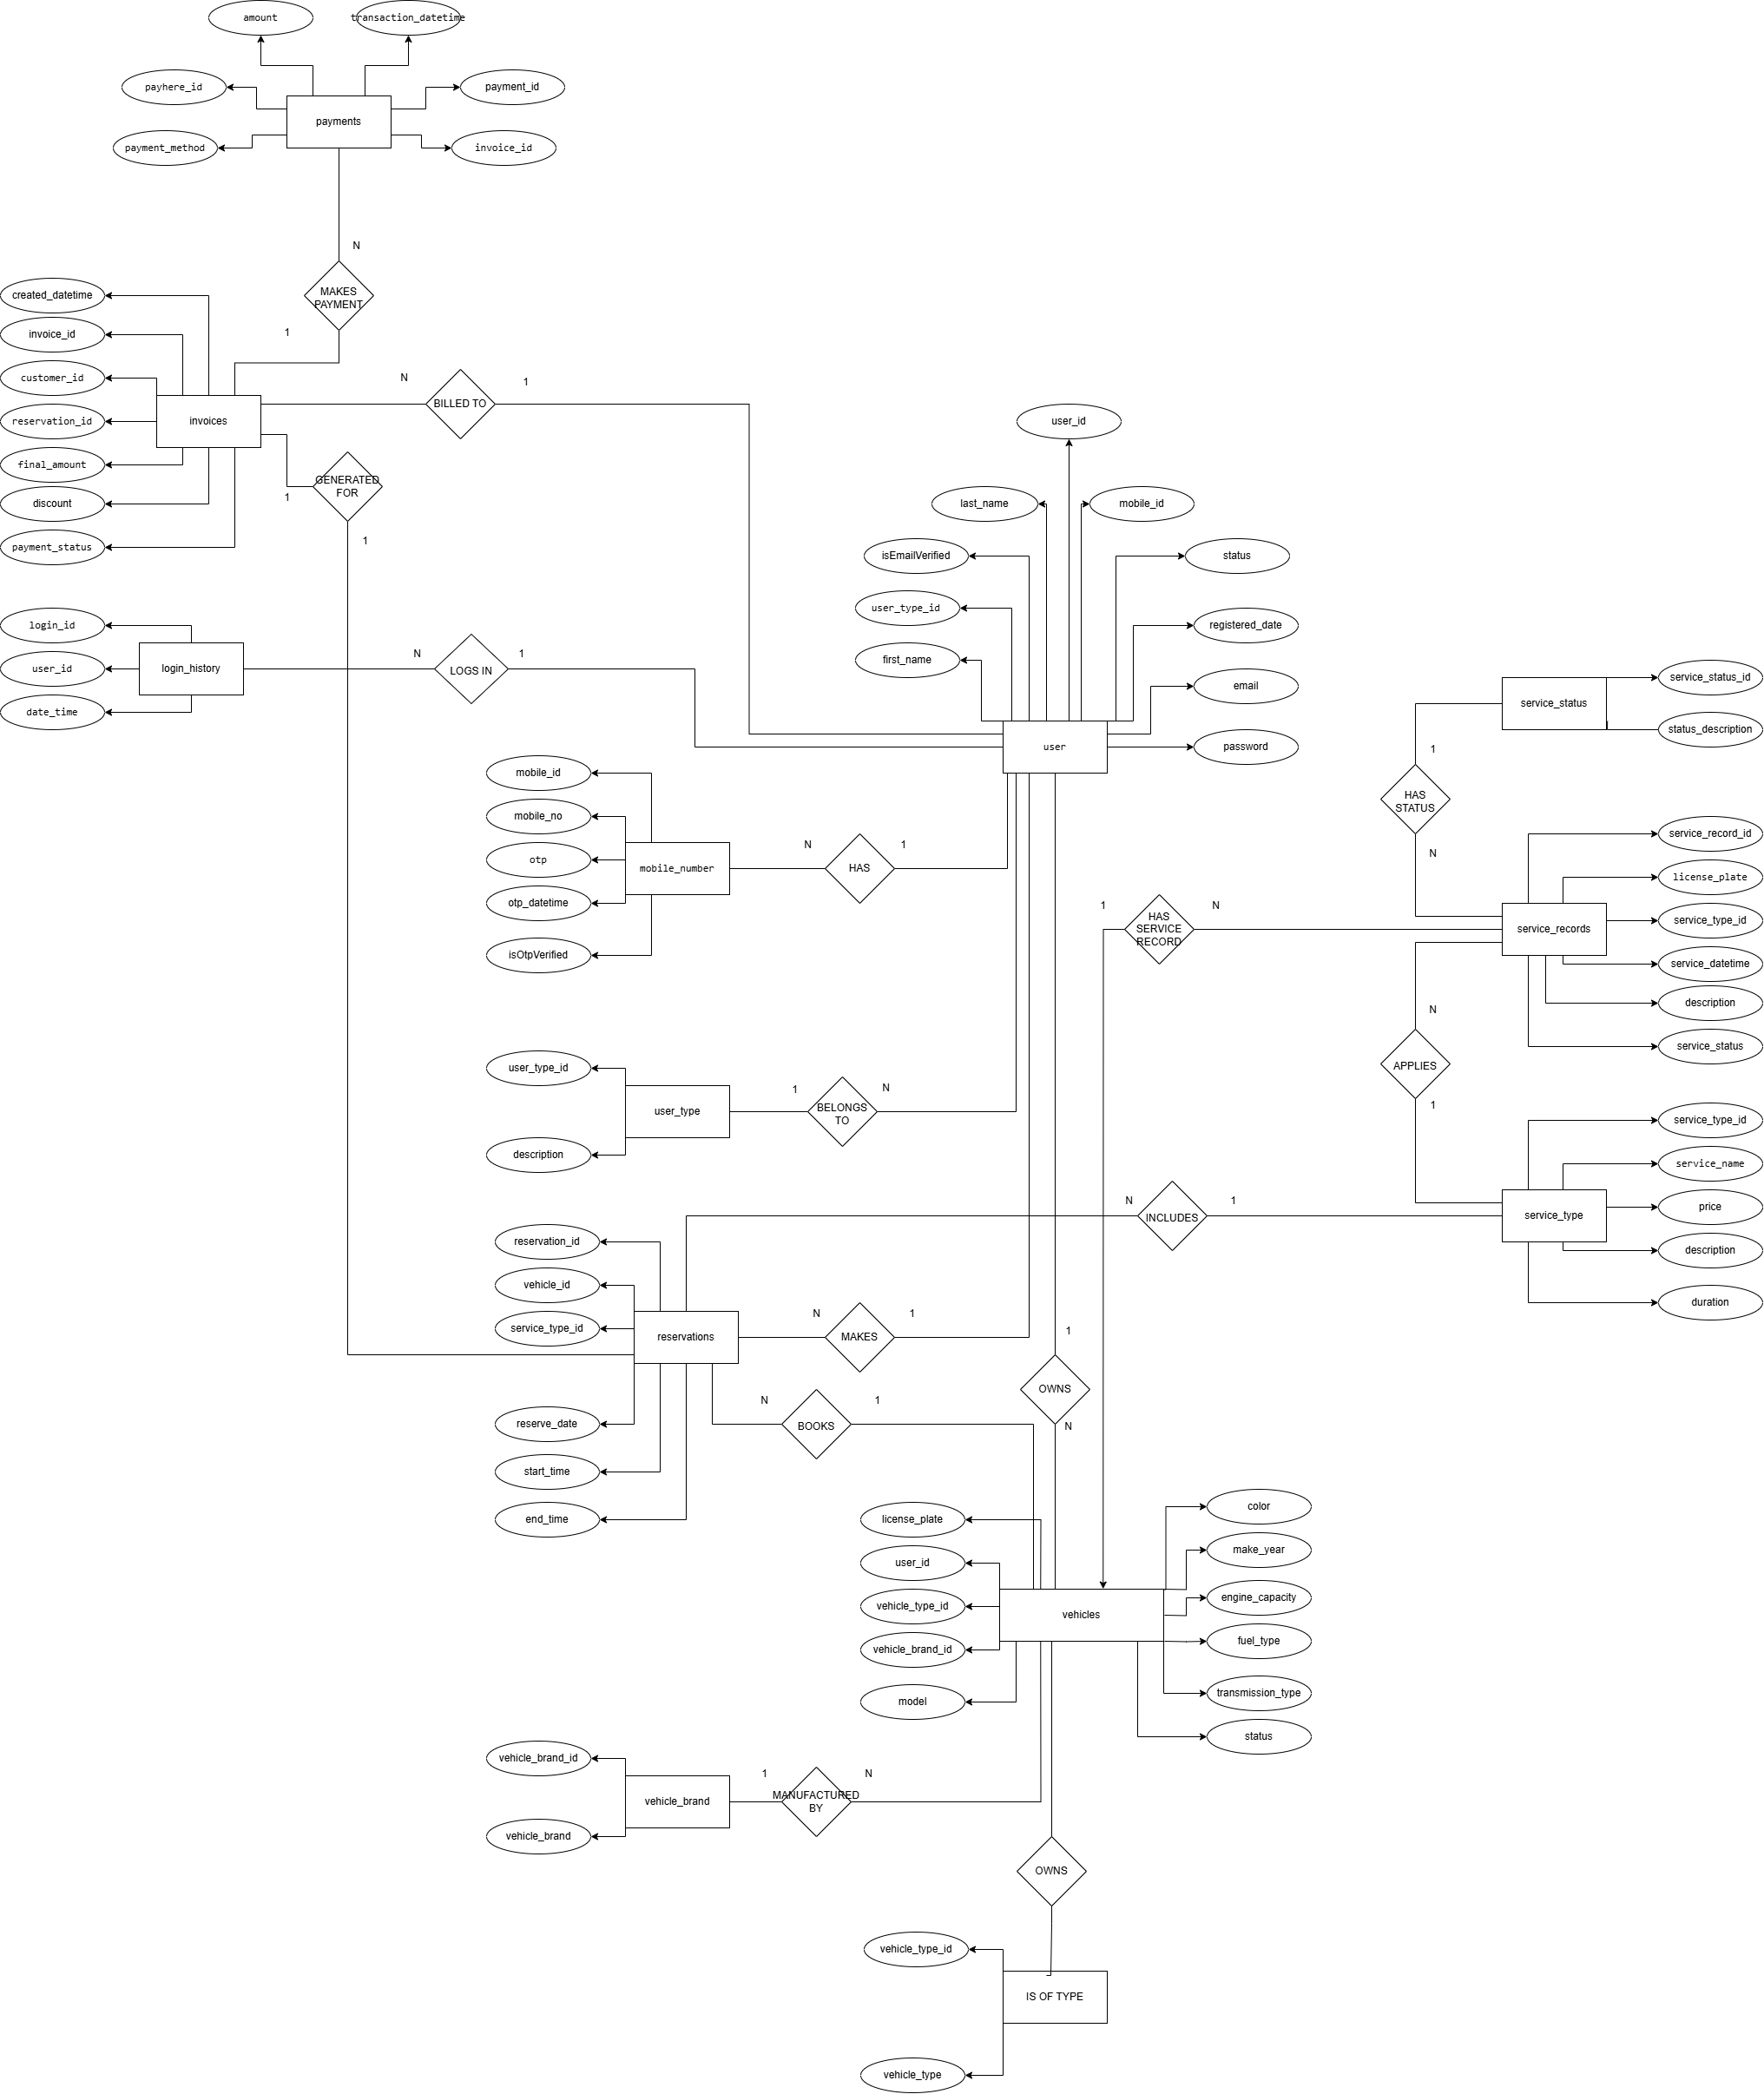 amount
transaction_datetime
payhere_id
payment_id
payments
payment_method
invoice_id
N
MAKES
PAYMENT
1
created_datetime
invoice_id
customer_id
reservation_id
final_amount
discount
payment_status
invoices
N
BILLED TO
1
GENERATED
FOR
1
1
login_id
user_id
date_time
login_history
N
LOGS IN
1
user_id
last_name
mobile_id
isEmailVerified
status
user_type_id
registered_date
first_name
email
user
password
service_status_id
service_status
status_description
1
HAS
STATUS
N
mobile_id
mobile_no
otp
otp_datetime
isOtpVerified
mobile_number
N
HAS
1
1
HAS
SERVICE
RECORD
N
service_record_id
license_plate
service_records
service_type_id
service_datetime
description
service_status
N
APPLIES
1
user_type_id
user_type
description
1
BELONGS
TO
N
service_type_id
service_name
service_type
price
description
duration
N
INCLUDES
1
reservation_id
vehicle_id
service_type_id
reservations
reserve_date
start_time
end_time
N
MAKES
1
1
OWNS
N
N
BOOKS
1
license_plate
user_id
vehicle_type_id
vehicle_brand_id
model
vehicles
color
make_year
engine_capacity
fuel_type
transmission_type
status
vehicle_brand_id
vehicle_brand
vehicle_brand
1
MANUFACTURED
BY
N
OWNS
vehicle_type_id
IS OF TYPE
vehicle_type